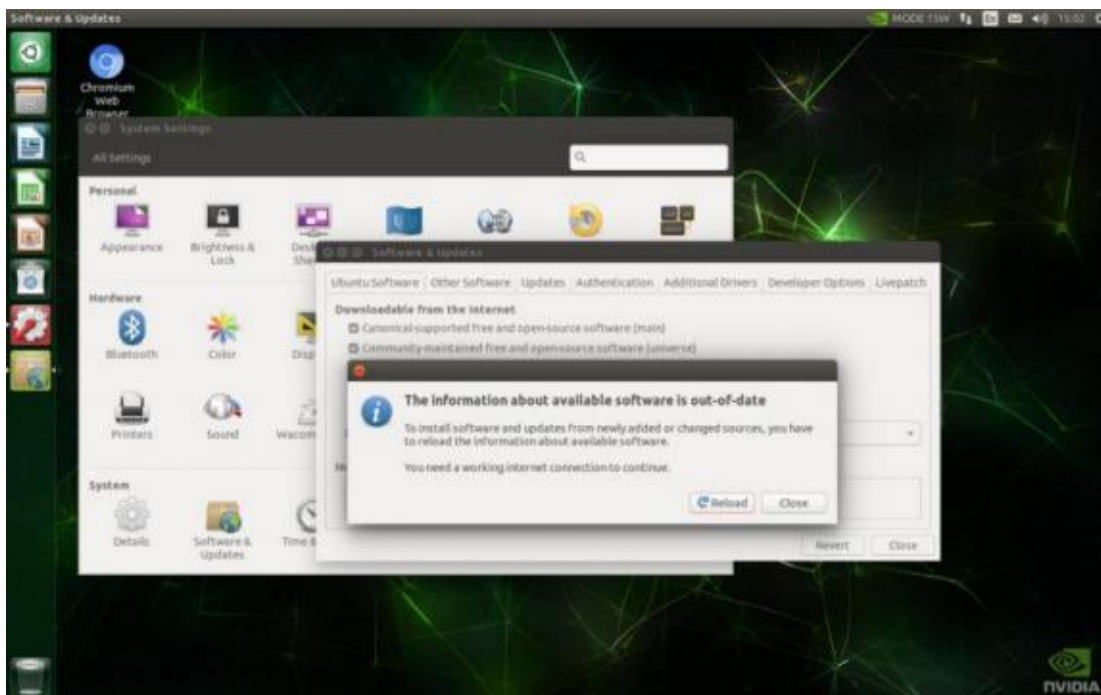 Software & Updates
MODE 15W
15:02
Chromium
Web
Browser
System Settings
All Settings
Personal
Appearance
Brightness &
Lock
Hardware
Bluetooth
Color
Printers
Sound
Wacom
System
Details
Software &
Updates
Software & Updates
Ubuntu Software
Other Software
Updates
Authentication
Additional Drivers
Developer Options
Livepatch
Downloadable from the Internet
Canonical-supported free and open-source software (main)
Community-maintained free and open-source software (universe)
The information about available software is out-of-date
To install software and updates from newly added or changed sources, you have
to reload the information about available software.
You need a working internet connection to continue.
Reload
Close
Revert
Close
NVIDIA